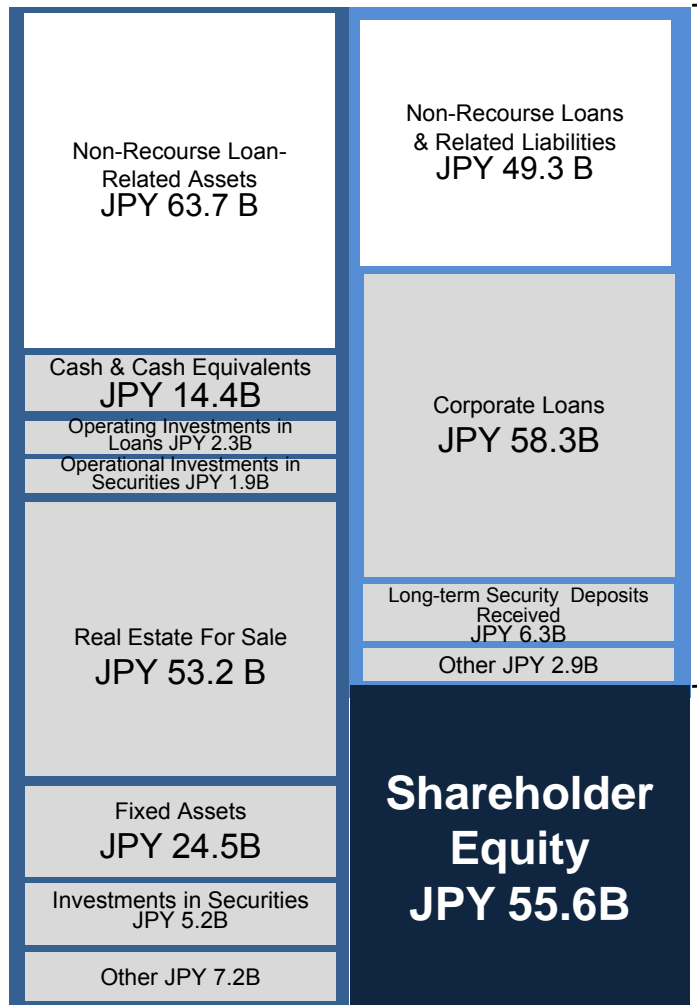 Non-Recourse Loan-
Related Assets
JPY 63.7 B
Cash & Cash Equivalents
JPY 14.4B
Operating Investments in
Loans JPY 2.3B
Operational Investments in
Securities JPY 1.9B
Real Estate For Sale
JPY 53.2 B
Fixed Assets
JPY 24.5B
Investments in Securities
JPY 5.2B
Other JPY 7.2B
Non-Recourse Loans
& Related Liabilities
JPY 49.3 B
Corporate Loans
JPY 58.3B
Long-term Security Deposits
Received
JPY 6.3B
Other JPY 2.9B
Shareholder
Equity
JPY 55.6B